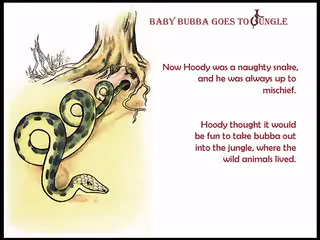 BABY BUBBA GOES TO JUNGLE
Now Hoody was a naughty snake,
and he was always up to
mischief.
Hoody thought it would
be fun to take bubba out
into the jungle, where the
wild animals lived.